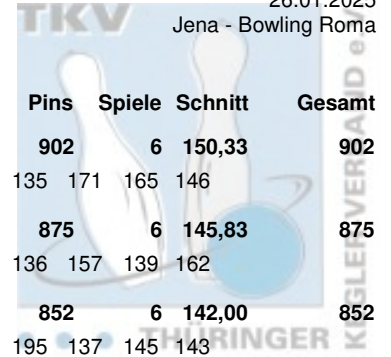 26.01.2025
TKV
Jena - Bowling Roma
Pins Spiele Schnitt Gesamt
902 6 150,33 902
135 171 165 146
875 6 145,83 875
136 157 139 162
852 6 142,00 852
195 137 145 143
THÜRINGER
KEGLER VERBAND e.V.